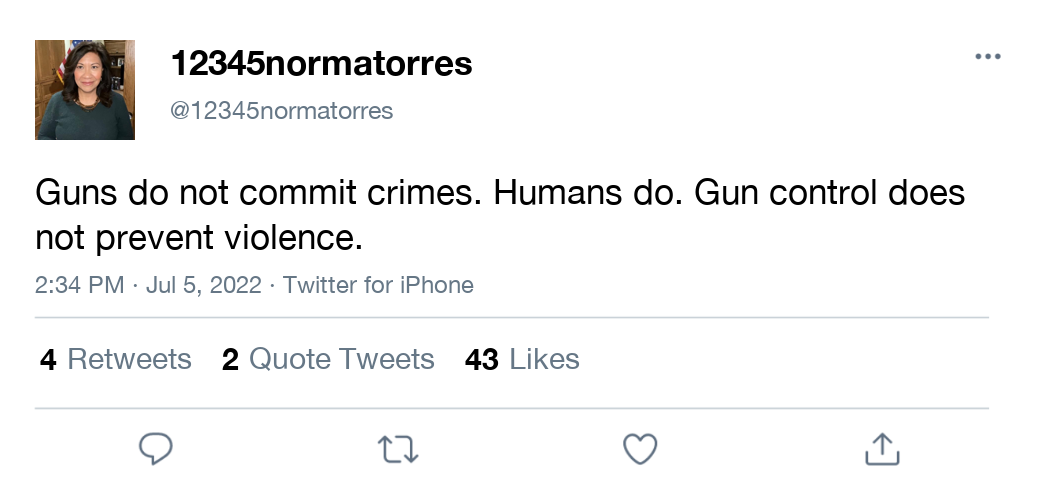 12345normatorres
@12345normatorres
Guns do not commit crimes. Humans do. Gun control does
not prevent violence.
2:34 PM · Jul 5, 2022 · Twitter for iPhone
4 Retweets 2 Quote Tweets 43 Likes